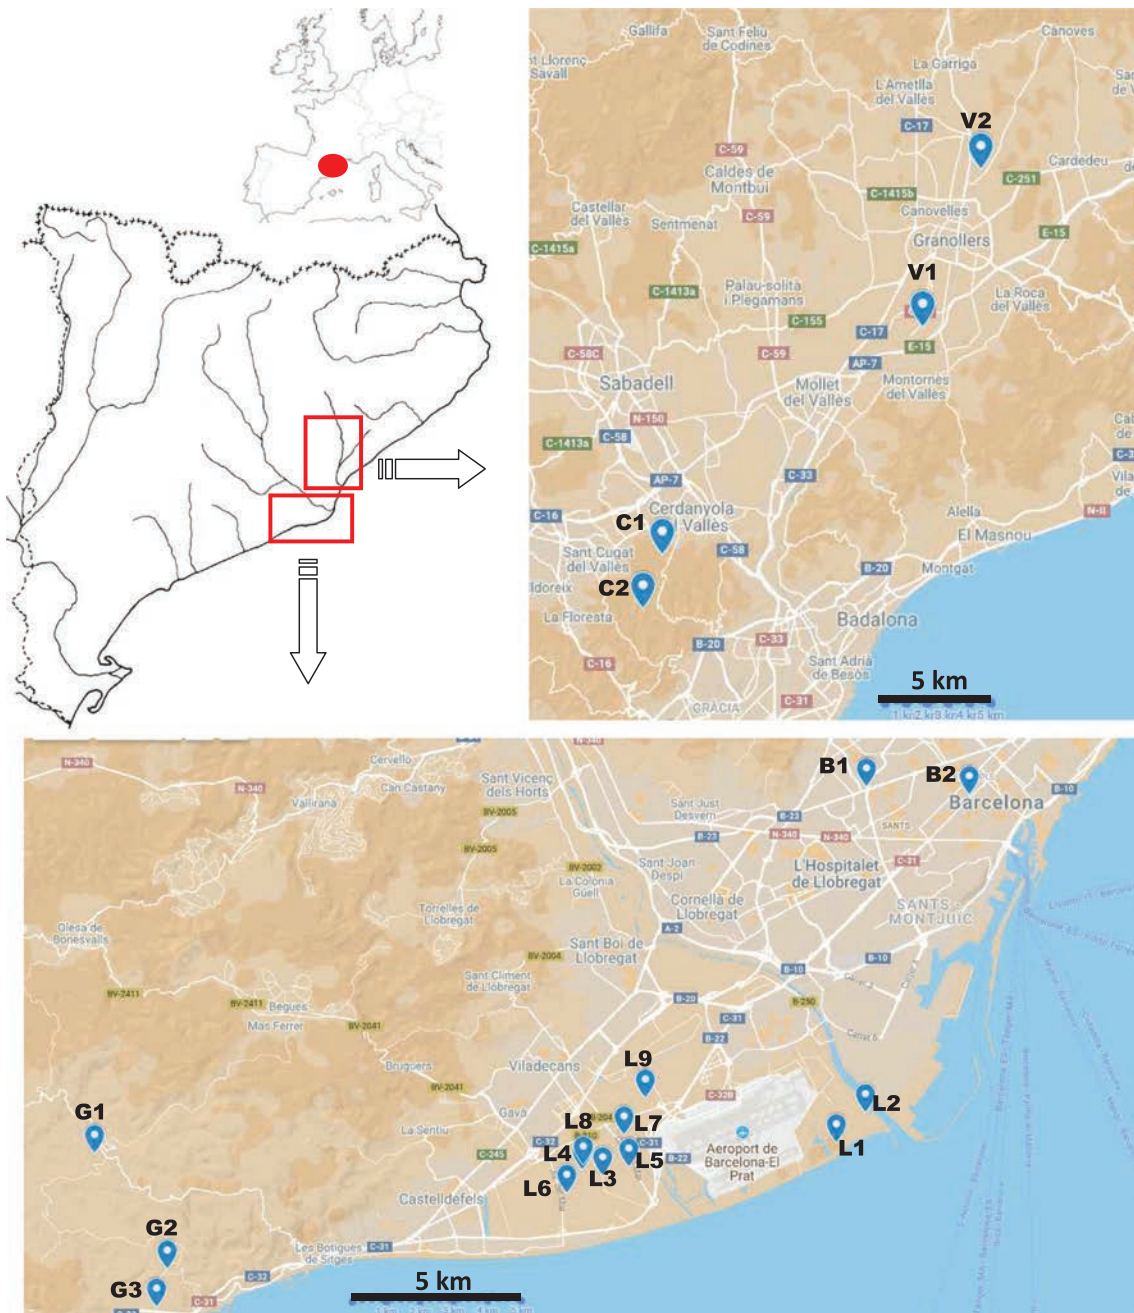 Gallifa
Sant Feliu
de Codines
Cànoves
nt Llorenç
Savall
La Garriga
L'Ametlla
del Vallès
C-17
V2
C-59
Caldes de
Montbui
C-251
Cardedeu
C-1415b
Castellar
del Vallès
Sentmenat
C-59
Canovelles
E-15
C-1415a
Granollers
V1
C-1413a
Palau-solità
i Plegamans
La Roca
del Vallès
C-155
C-17
E-15
C-58C
C-59
AP-7
Sabadell
Mollet
del Vallès
Montornès
del Vallès
N-150
C-1413a
C-58
AP-7
C-33
C-16
C1
Cerdanyola
l Vallès
Alella
N-II
El Masnou
Sant Cugat
del Vallès
C-58
B-20
Montgat
ldoreix
C2
La Floresta
Badalona
B-20
C-33
C-16
Sant Adrià
de Besòs
5 km
GRÀCIA
C-31
N-340
Cervelló
N-340
Can Castany
Sant Vicenç
dels Horts
B1
B2
N-340
Vallirana
Barcelona
B-10
BV-2005
Sant Just
Desvern
B-23
SANTS
B-23
N-340
N-340
BV-2005
BV-2002
La Colònia
Güell
Sant Joan
Despí
L'Hospitalet
de Llobregat
C-31
Torrelles de
Llobregat
Cornellà de
Llobregat
SANTS -
MONTJUÏC
Olesa de
Bonesvalls
Sant Boi de
Llobregat
A-2
BV-2004
B-10
B-10
Sant Climent
de Llobregat
BV-2411
BV-2411
Begues
Mas Ferrer
BV-2041
B-20
B-250
C-31
B-22
Bruguers
Viladecans
L9
BV-2041
C-32B
Gavà
L8
B-204
L7
L2
G1
La Sentiu
C-32
C-31
L1
C-245
L4
L3
L5
B-22
Aeroport de
Barcelona-El
Prat
L6
Castelldefels
G2
Les Botigues
de Sitges
C-31
C-32
G3
C-31
5 km